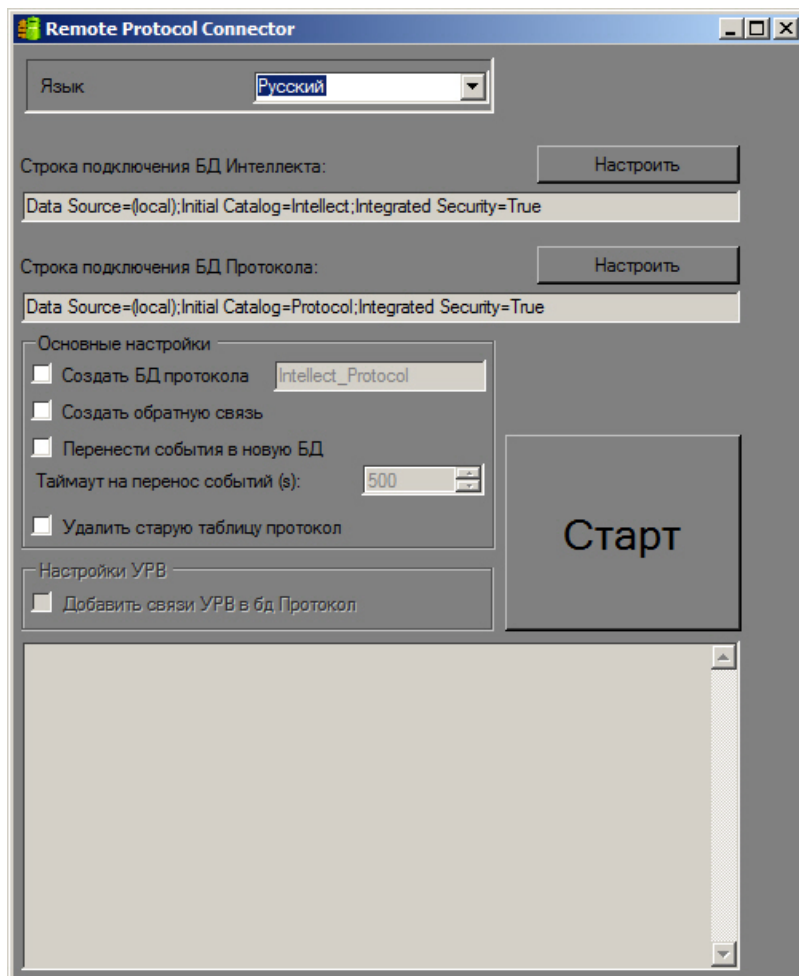 Remote Protocol Connector
Язык
Русский
Строка подключения БД Интеллекта:
Настроить
Data Source=(local);Initial Catalog=Intellect;Integrated Security=True
Строка подключения БД Протокола:
Настроить
Data Source=(local);Initial Catalog=Protocol;Integrated Security=True
Основные настройки
Создать БД протокола
Intellect_Protocol
Создать обратную связь
Перенести события в новую БД
Таймаут на перенос событий (s):
500
Удалить старую таблицу протокол
Старт
Настройки УРВ
Добавить связи УРВ в бд Протокол